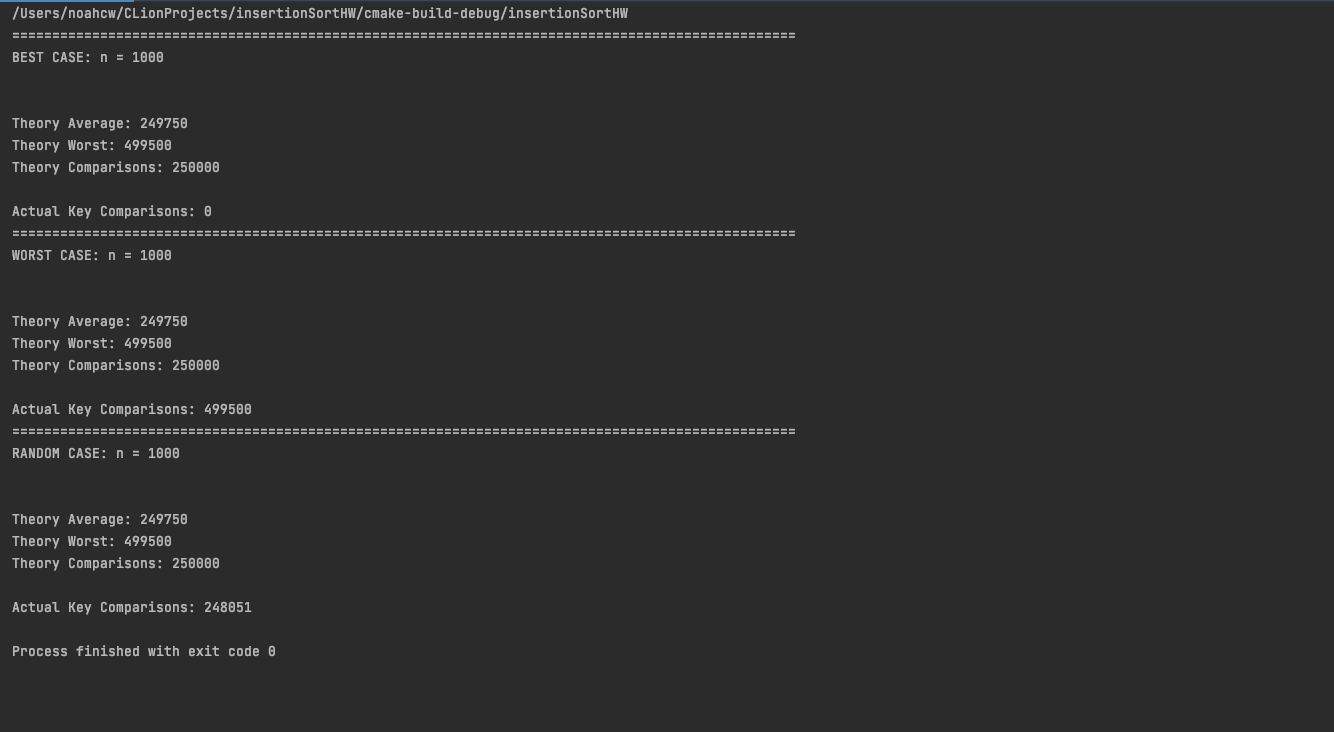 /Users/noahcw/CLionProjects/insertionSortHW/cmake-build-debug/insertionSortHW
==================================================================================================
BEST CASE: n = 1000
Theory Average: 249750
Theory Worst: 499500
Theory Comparisons: 250000
Actual Key Comparisons: 0
==================================================================================================
WORST CASE: n = 1000
Theory Average: 249750
Theory Worst: 499500
Theory Comparisons: 250000
Actual Key Comparisons: 499500
==================================================================================================
RANDOM CASE: n = 1000
Theory Average: 249750
Theory Worst: 499500
Theory Comparisons: 250000
Actual Key Comparisons: 248051
Process finished with exit code 0